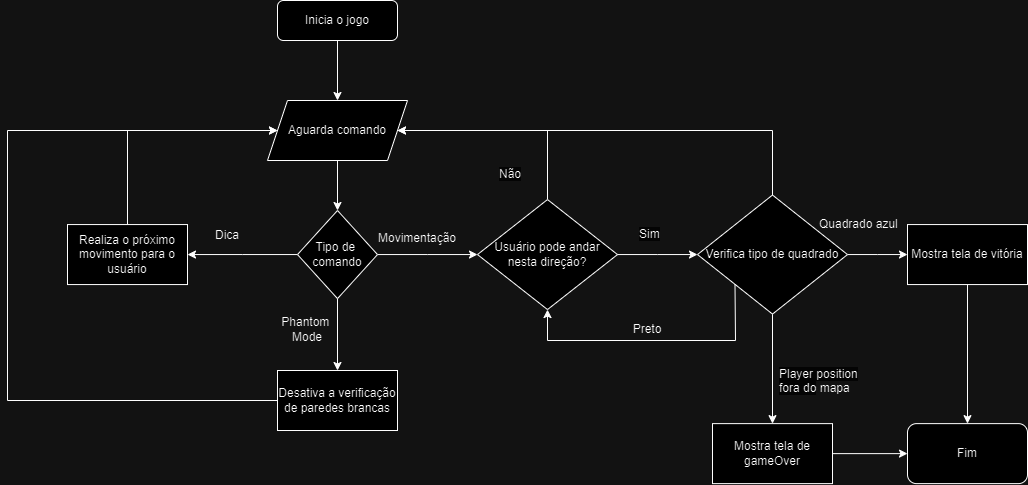 Inicia o jogo
Aguarda comando
Não
Realiza o próximo
movimento para o
usuário
Dica
Tipo de
comando
Movimentação
Usuário pode andar
nesta direção?
Sim
Verifica tipo de quadrado
Quadrado azul
Mostra tela de vitória
Phantom
Mode
Preto
Player position
fora do mapa
Desativa a verificação
de paredes brancas
Mostra tela de
gameOver
Fim